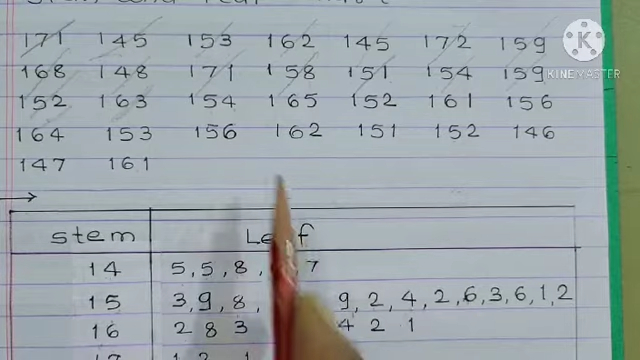 171 145 153 162 145 172 159
168 148 171 158 151 154 159
152 163 154 165 152 161 156
164 153 156 162 151 152 146
147 161
stem Leaf
14 5, 5, 8, 7
15 3, 9, 8, 9, 2, 4, 2, 6, 3, 6, 1, 2
16 2 8 3 4 2 1
KINEMASTER